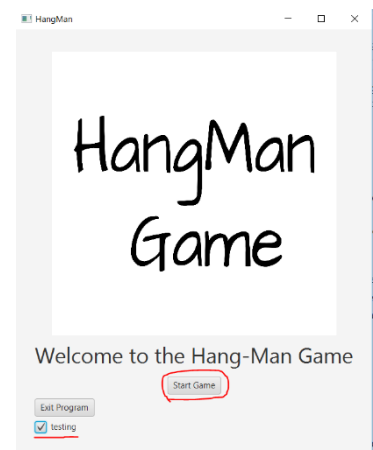 HangMan
HangMan
Game
Welcome to the Hang-Man Game
Start Game
Exit Program
testing